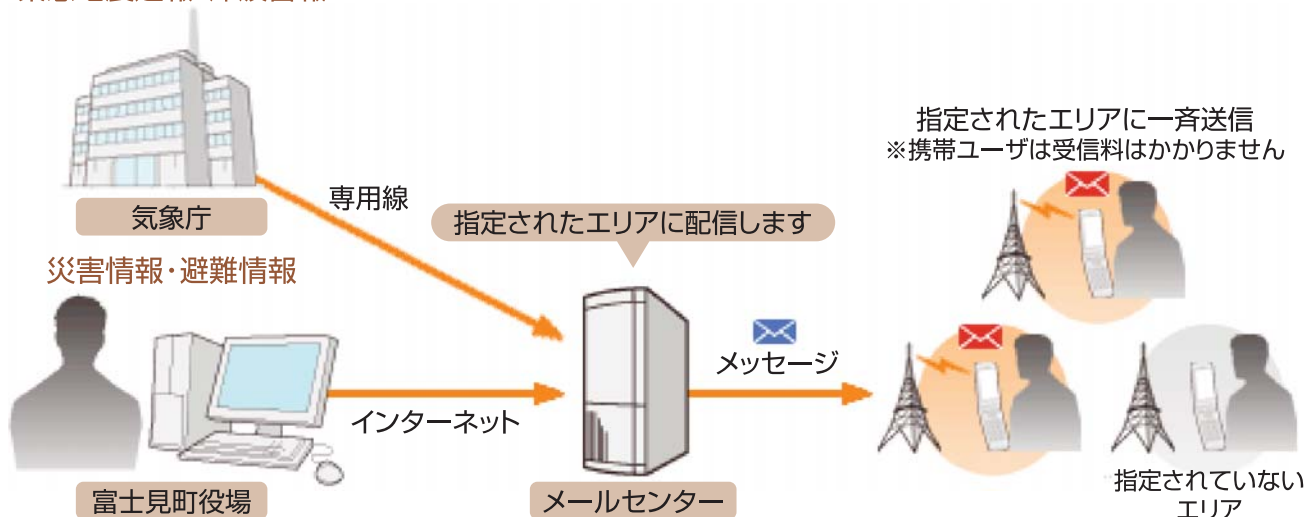 気象庁
専用線
災害情報・避難情報
富士見町役場
インターネット
指定されたエリアに配信します
メールセンター
メッセージ
指定されたエリアに一斉送信
※携帯ユーザは受信料はかかりません
指定されていない
エリア